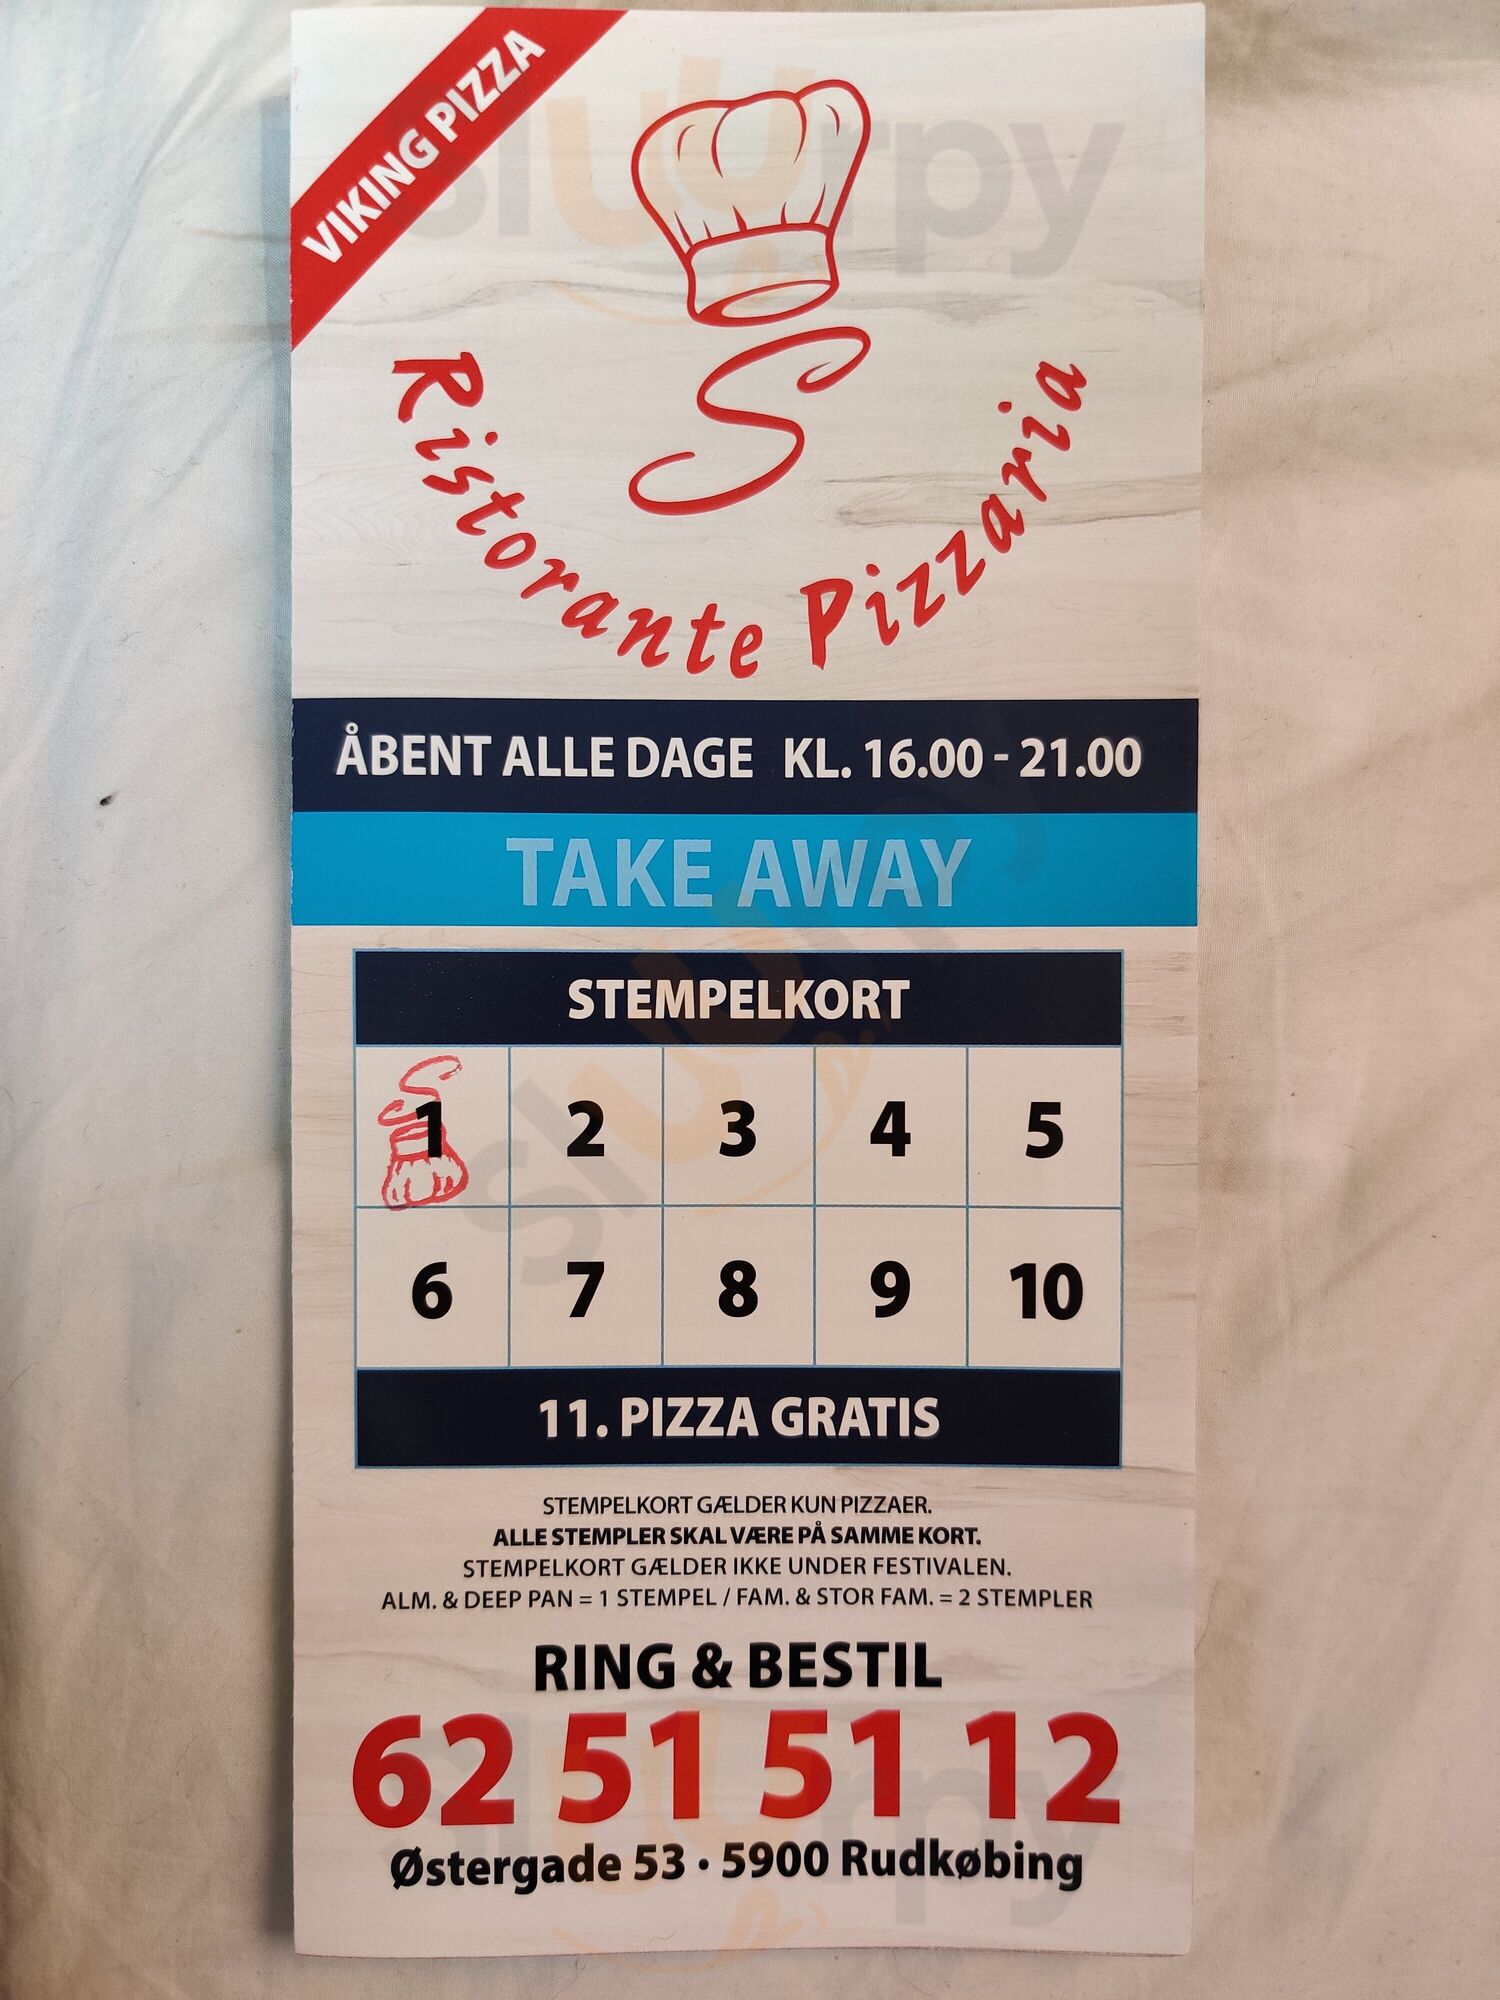 VIKING PIZZA
S
Ristorante Pizzaria
ÅBENT ALLE DAGE KL. 16.00 - 21.00
TAKE AWAY
STEMPELKORT
1 2 3 4 5
6 7 8 9 10
11. PIZZA GRATIS
STEMPELKORT GÆLDER KUN PIZZAER.
ALLE STEMPLER SKAL VÆRE PÅ SAMME KORT.
STEMPELKORT GÆLDER IKKE UNDER FESTIVALEN.
ALM. & DEEP PAN = 1 STEMPEL / FAM. & STOR FAM. = 2 STEMPLER
RING & BESTIL
62 51 51 12
Østergade 53 • 5900 Rudkøbing
sluurpy
sluurpy
sluurpy